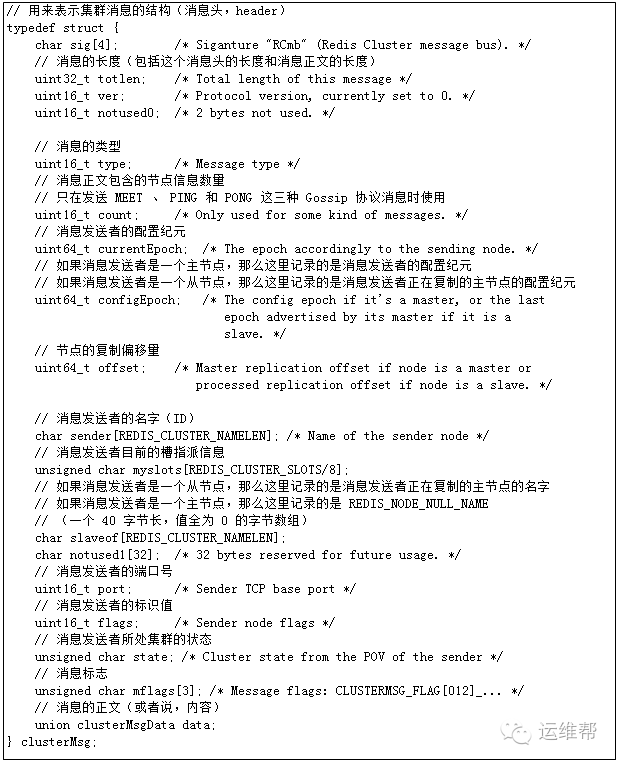 // 用来表示集群消息的结构（消息头，header）
typedef struct {
    char sig[4];        /* Siganture "RCmb" (Redis Cluster message bus). */
    // 消息的长度（包括这个消息头的长度和消息正文的长度）
    uint32_t totlen;    /* Total length of this message */
    uint16_t ver;       /* Protocol version, currently set to 0. */
    uint16_t notused0;  /* 2 bytes not used. */

    // 消息的类型
    uint16_t type;      /* Message type */
    // 消息正文包含的节点信息数量
    // 只在发送 MEET 、 PING 和 PONG 这三种 Gossip 协议消息时使用
    uint16_t count;     /* Only used for some kind of messages. */
    // 消息发送者的配置纪元
    uint64_t currentEpoch;  /* The epoch accordingly to the sending node. */
    // 如果消息发送者是一个主节点，那么这里记录的是消息发送者的配置纪元
    // 如果消息发送者是一个从节点，那么这里记录的是消息发送者正在复制的主节点的配置纪元
    uint64_t configEpoch;   /* The config epoch if it's a master, or the last
                               epoch advertised by its master if it is a
                               slave. */
    // 节点的复制偏移量
    uint64_t offset;    /* Master replication offset if node is a master or
                           processed replication offset if node is a slave. */

    // 消息发送者的名字（ID）
    char sender[REDIS_CLUSTER_NAMELEN]; /* Name of the sender node */
    // 消息发送者目前的槽指派信息
    unsigned char myslots[REDIS_CLUSTER_SLOTS/8];
    // 如果消息发送者是一个从节点，那么这里记录的是消息发送者正在复制的主节点的名字
    // 如果消息发送者是一个主节点，那么这里记录的是 REDIS_NODE_NULL_NAME
    // （一个 40 字节长，值全为 0 的字节数组）
    char slaveof[REDIS_CLUSTER_NAMELEN];
    char notused1[32];  /* 32 bytes reserved for future usage. */
    // 消息发送者的端口号
    uint16_t port;      /* Sender TCP base port */
    // 消息发送者的标识值
    uint16_t flags;     /* Sender node flags */
    // 消息发送者所处集群的状态
    unsigned char state; /* Cluster state from the POV of the sender */
    // 消息标志
    unsigned char mflags[3]; /* Message flags: CLUSTERMSG_FLAG[012]_... */
    // 消息的正文（或者说，内容）
    union clusterMsgData data;
} clusterMsg;
运维帮